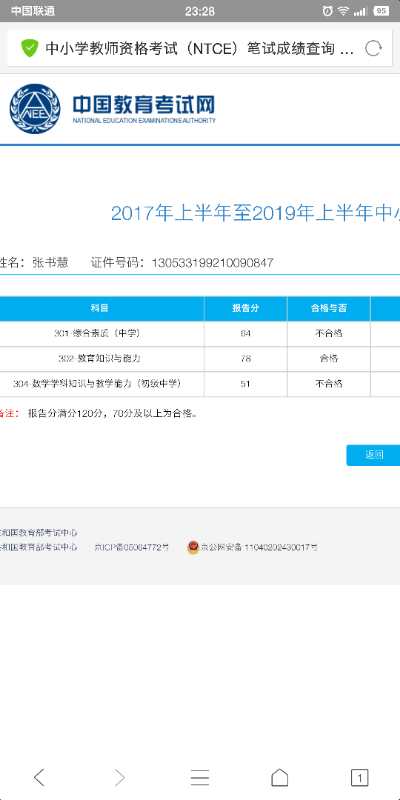 中国联通 23:28 95
中小学教师资格考试（NTCE）笔试成绩查询 ...
NEEA
中国教育考试网
NATIONAL EDUCATION EXAMINATIONS AUTHORITY
2017年上半年至2019年上半年中小
姓名：张书慧 证件号码：130533199210090847
科目 报告分 合格与否
301-综合素质（中学） 64 不合格
302-教育知识与能力 78 合格
304-数学学科知识与教学能力（初级中学） 51 不合格
备注： 报告分满分120分，70分及以上为合格。
返回
和国教育部考试中心
和国教育部考试中心 京ICP备05064772号 京公网安备 11040202430017号
1